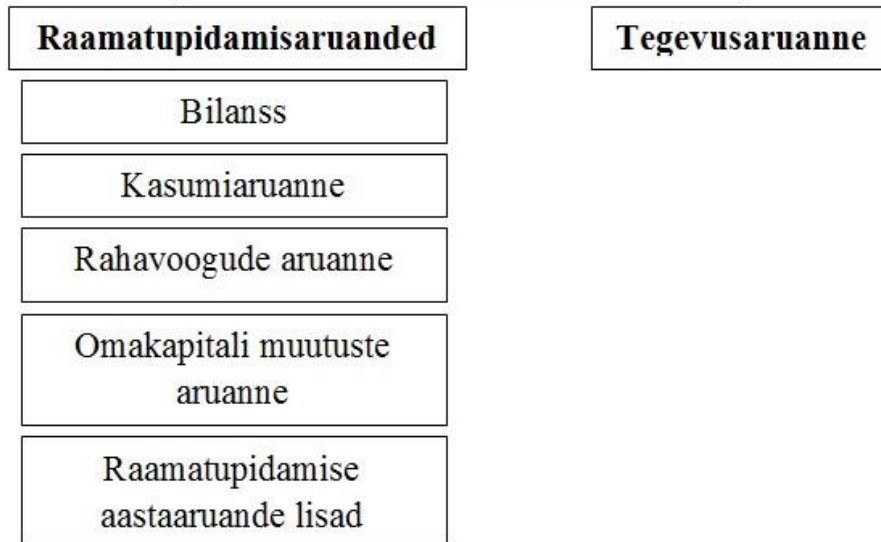 Raamatupidamisaruanded
Tegevusaruanne
Bilanss
Kasumiaruanne
Rahavoogude aruanne
Omakapitali muutuste
aruanne
Raamatupidamise
aastaaruande lisad